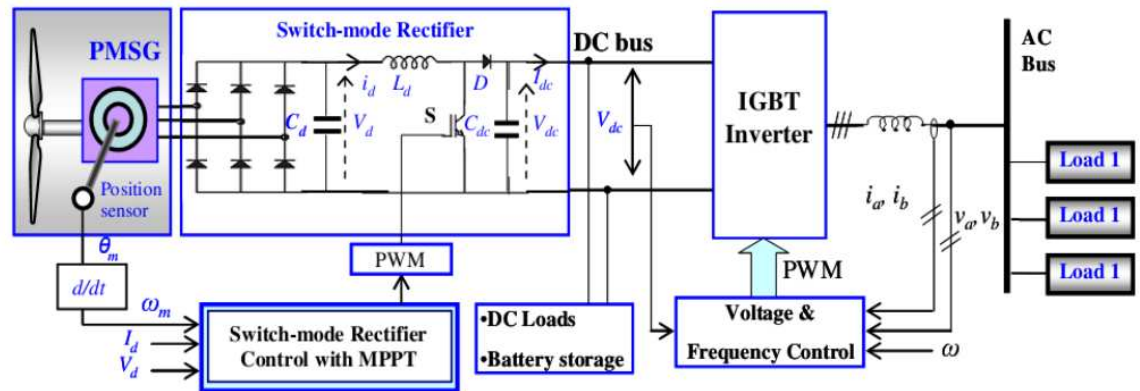 Switch-mode Rectifier
PMSG
DC bus
AC
Bus
i_d
L_d
D
I_dc
IGBT
Inverter
C_d
V_d
S
C_dc
V_dc
V_dc
Position
sensor
i_a, i_b
v_a, v_b
Load 1
Load 1
Load 1
θ_m
d/dt
PWM
PWM
ω_m
I_d
V_d
Switch-mode Rectifier
Control with MPPT
•DC Loads
•Battery storage
Voltage &
Frequency Control
ω